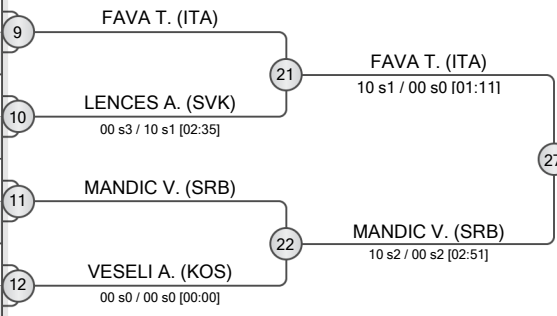 9
FAVA T. (ITA)
21
FAVA T. (ITA)
10 s1 / 00 s0 [01:11]
10
LENCES A. (SVK)
00 s3 / 10 s1 [02:35]
27
11
MANDIC V. (SRB)
22
MANDIC V. (SRB)
10 s2 / 00 s2 [02:51]
12
VESELI A. (KOS)
00 s0 / 00 s0 [00:00]